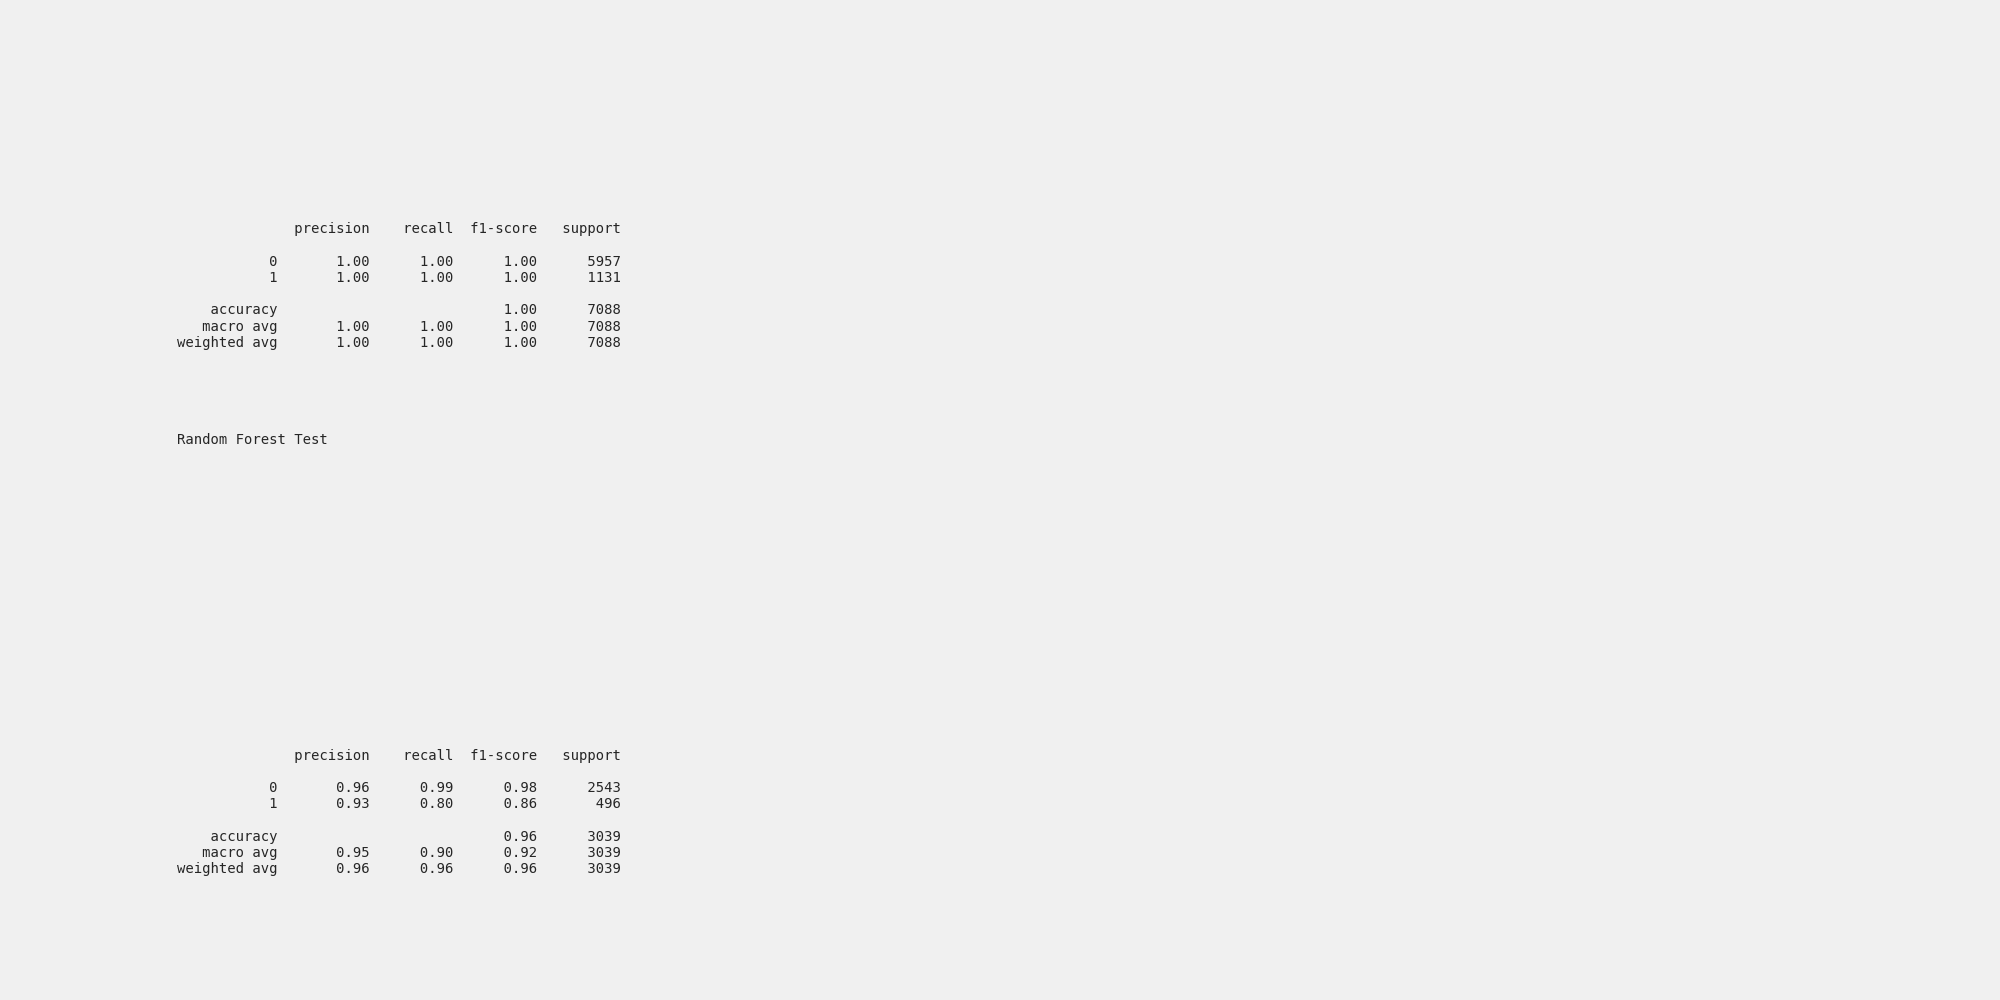 precision    recall  f1-score   support
0       1.00      1.00      1.00      5957
1       1.00      1.00      1.00      1131
accuracy                           1.00      7088
macro avg       1.00      1.00      1.00      7088
weighted avg       1.00      1.00      1.00      7088
Random Forest Test
precision    recall  f1-score   support
0       0.96      0.99      0.98      2543
1       0.93      0.80      0.86       496
accuracy                           0.96      3039
macro avg       0.95      0.90      0.92      3039
weighted avg       0.96      0.96      0.96      3039